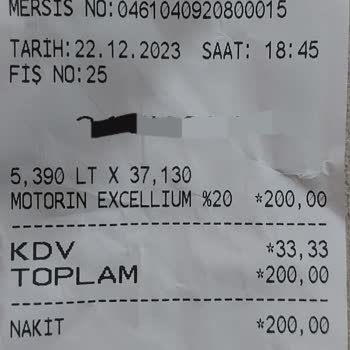 MERSİS NO:0461040920800015
TARİH:22.12.2023 SAAT: 18:45
FİŞ NO:25
5,390 LT X 37,130
MOTORIN EXCELLIUM %20 *200,00
KDV *33,33
TOPLAM *200,00
NAKİT *200,00